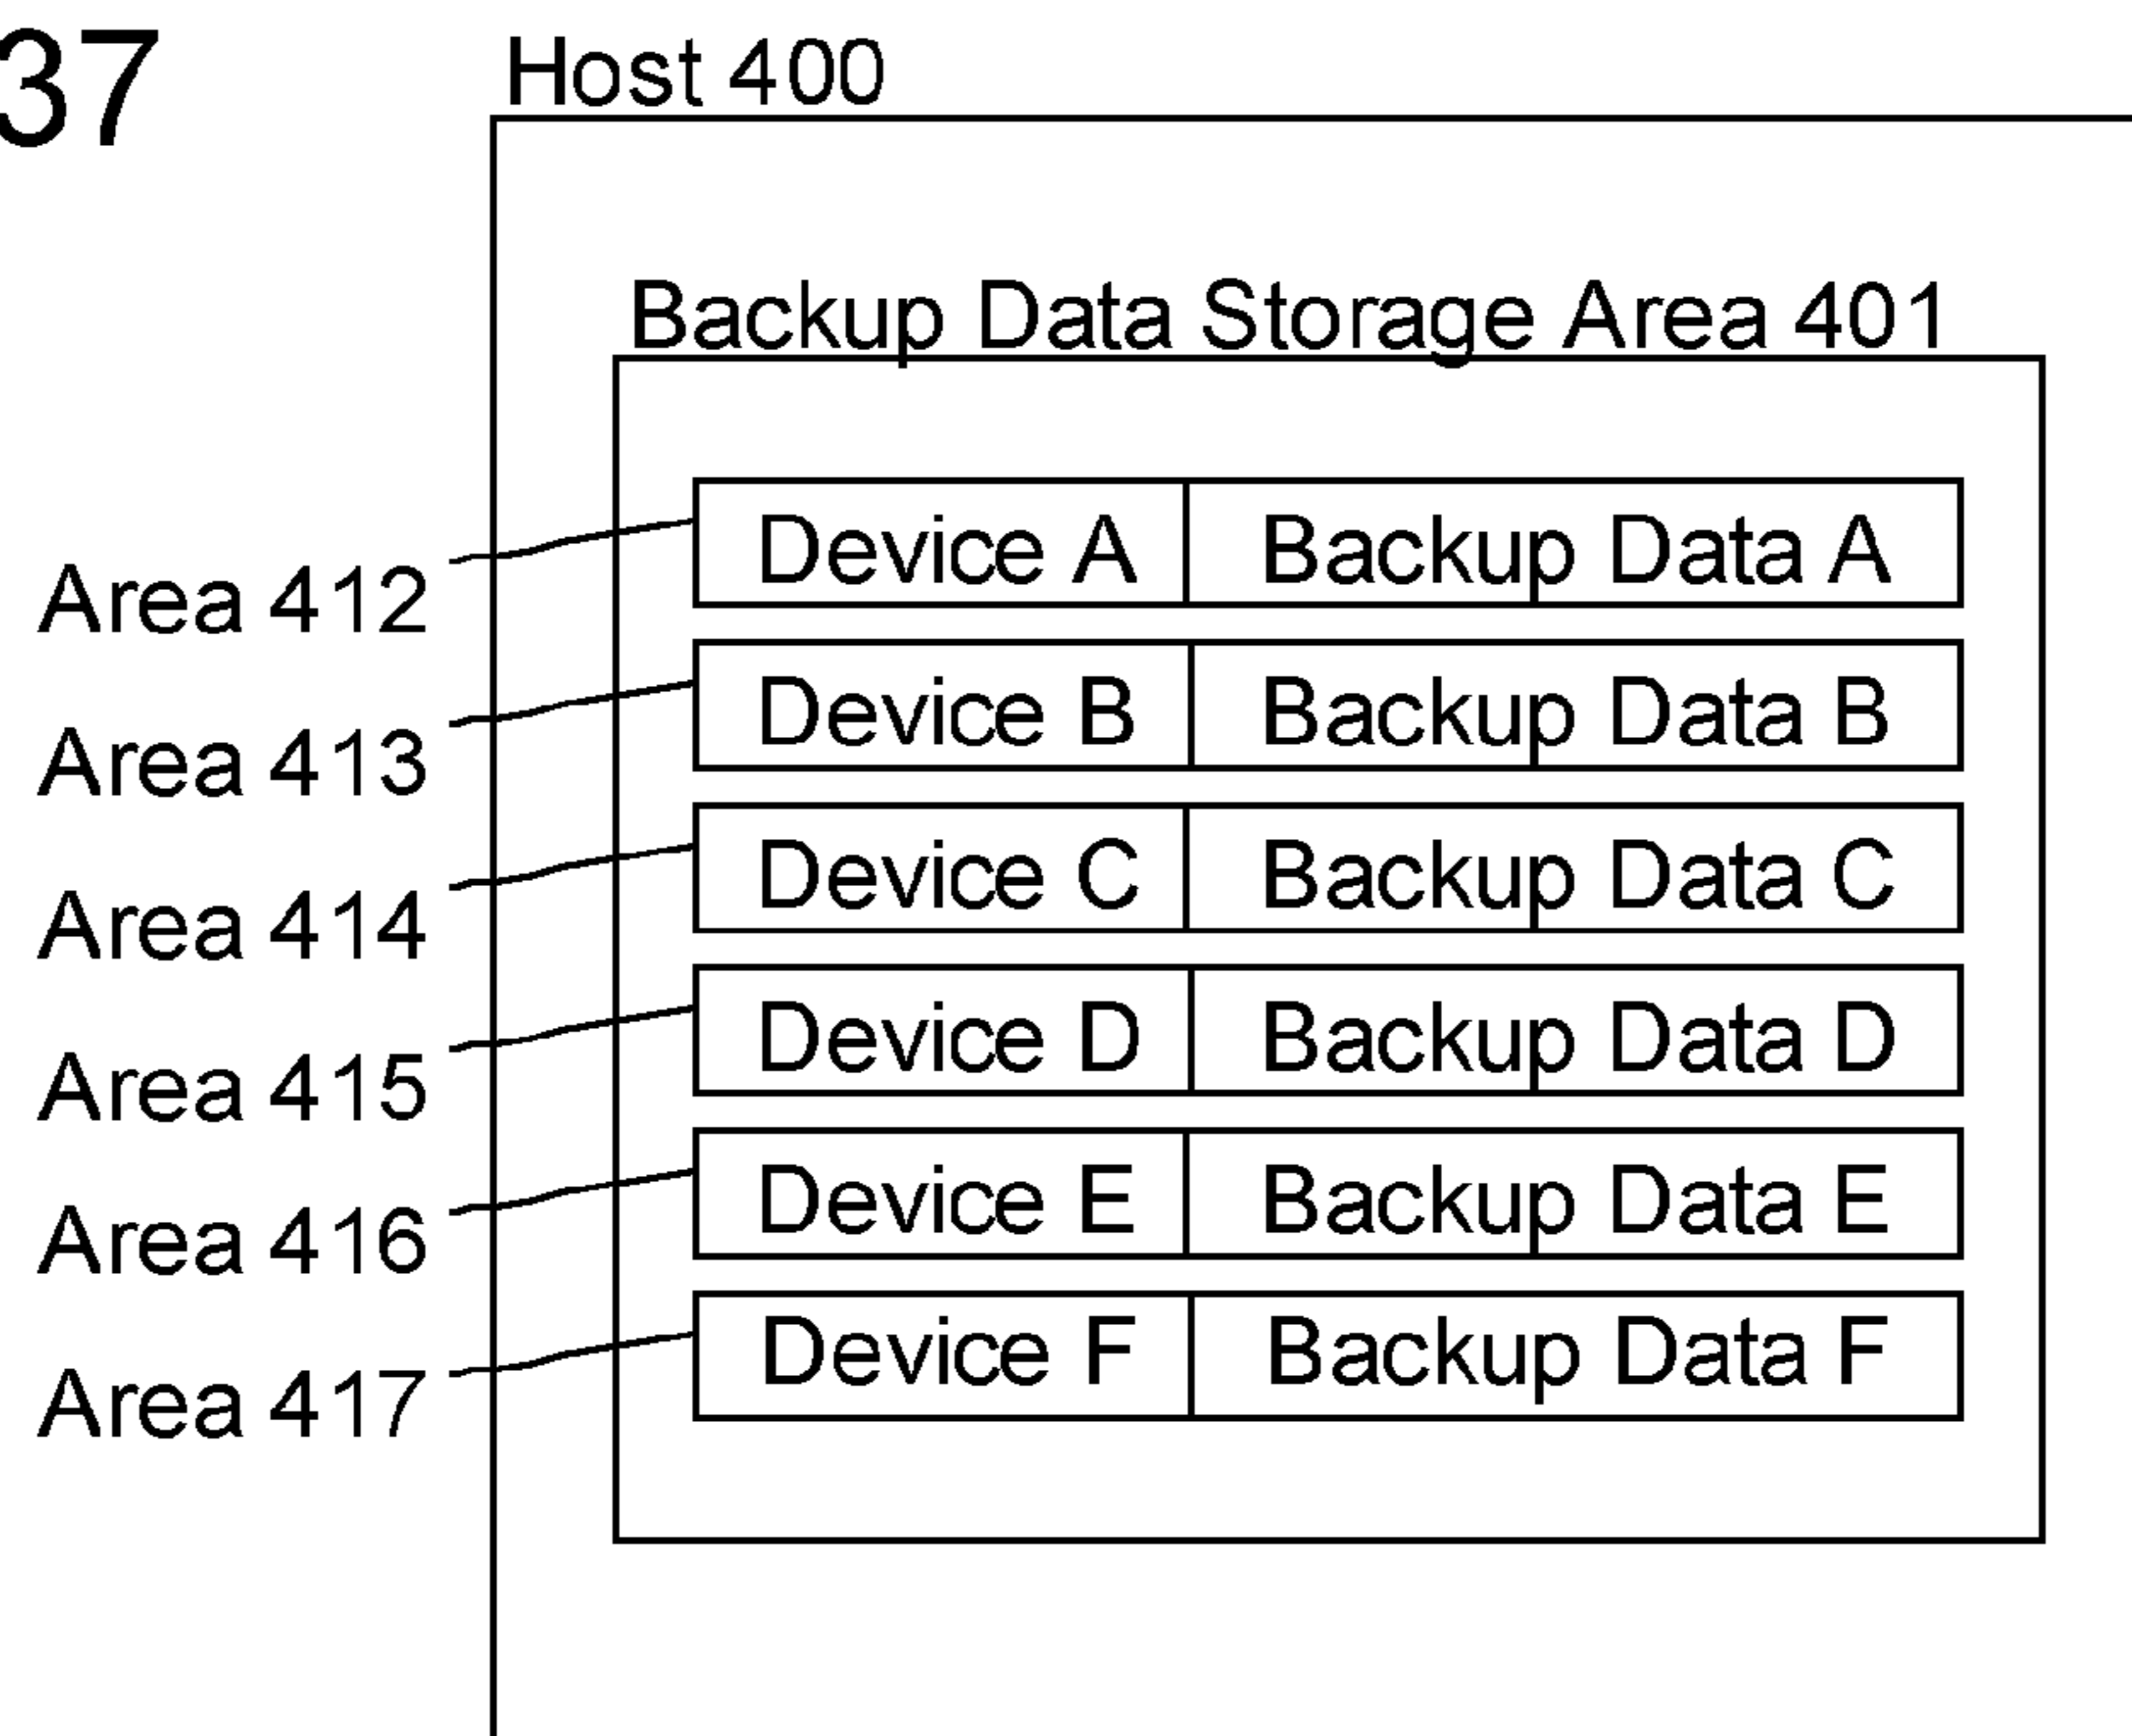 37
Host 400
Backup Data Storage Area 401
Area 412 Device A Backup Data A
Area 413 Device B Backup Data B
Area 414 Device C Backup Data C
Area 415 Device D Backup Data D
Area 416 Device E Backup Data E
Area 417 Device F Backup Data F